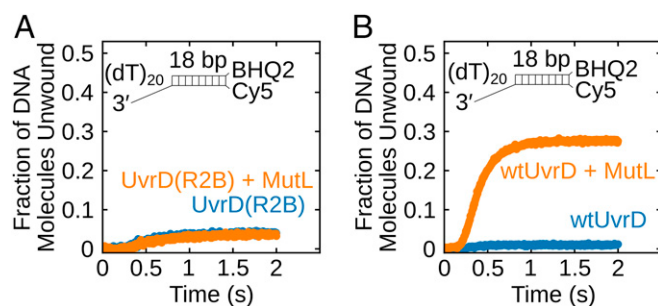 A
Fraction of DNA
Molecules Unwound
0.5
0.4
0.3
0.2
0.1
0
18 bp
(dT)20
BHQ2
Cy5
3′
UvrD(R2B) + MutL
UvrD(R2B)
0 0.5 1 1.5 2
Time (s)
B
Fraction of DNA
Molecules Unwound
0.5
0.4
0.3
0.2
0.1
0
18 bp
(dT)20
BHQ2
Cy5
3′
wtUvrD + MutL
wtUvrD
0 0.5 1 1.5 2
Time (s)